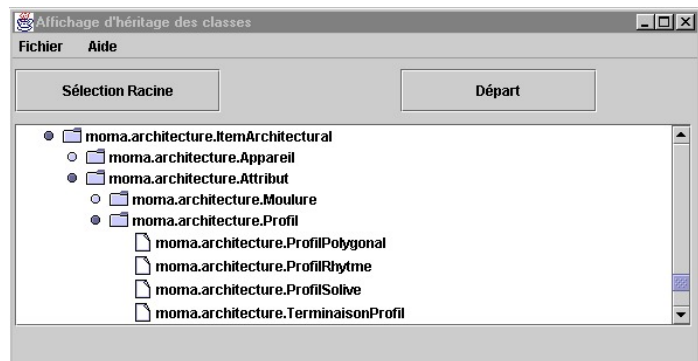 Affichage d'héritage des classes
Fichier Aide
Sélection Racine Départ
moma.architecture.ItemArchitectural
moma.architecture.Appareil
moma.architecture.Attribut
moma.architecture.Moulure
moma.architecture.Profil
moma.architecture.ProfilPolygonal
moma.architecture.ProfilRhytme
moma.architecture.ProfilSolive
moma.architecture.TerminaisonProfil